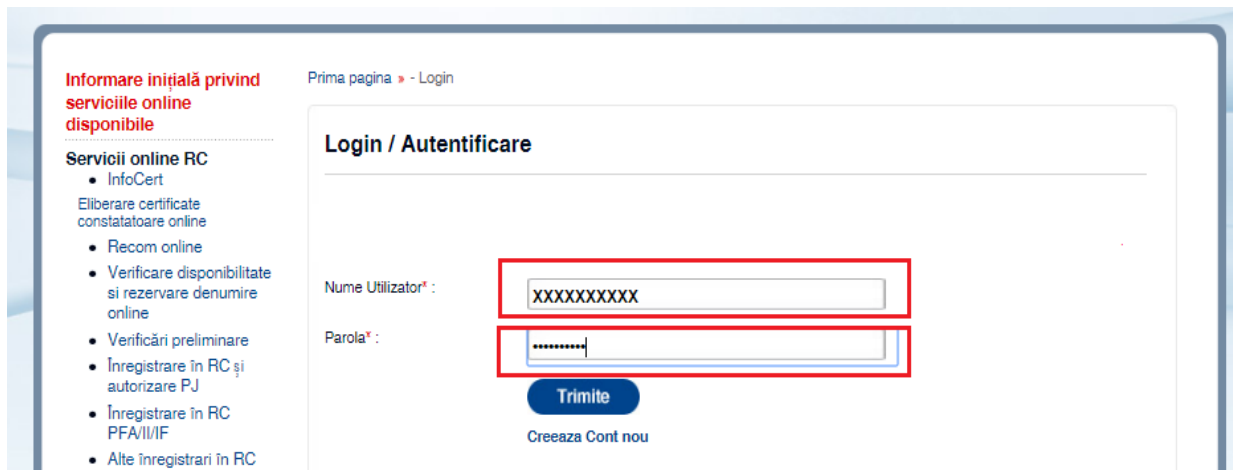 Informare inițială privind
serviciile online
disponibile
Servicii online RC
• InfoCert
Eliberare certificate
constatatoare online
• Recom online
• Verificare disponibilitate
si rezervare denumire
online
• Verificări preliminare
• Înregistrare în RC și
autorizare PJ
• Înregistrare în RC
PFA/II/IF
• Alte înregistrari în RC
Prima pagina » - Login
Login / Autentificare
Nume Utilizator* :
XXXXXXXXXX
Parola* :
••••••••••
Trimite
Creeaza Cont nou